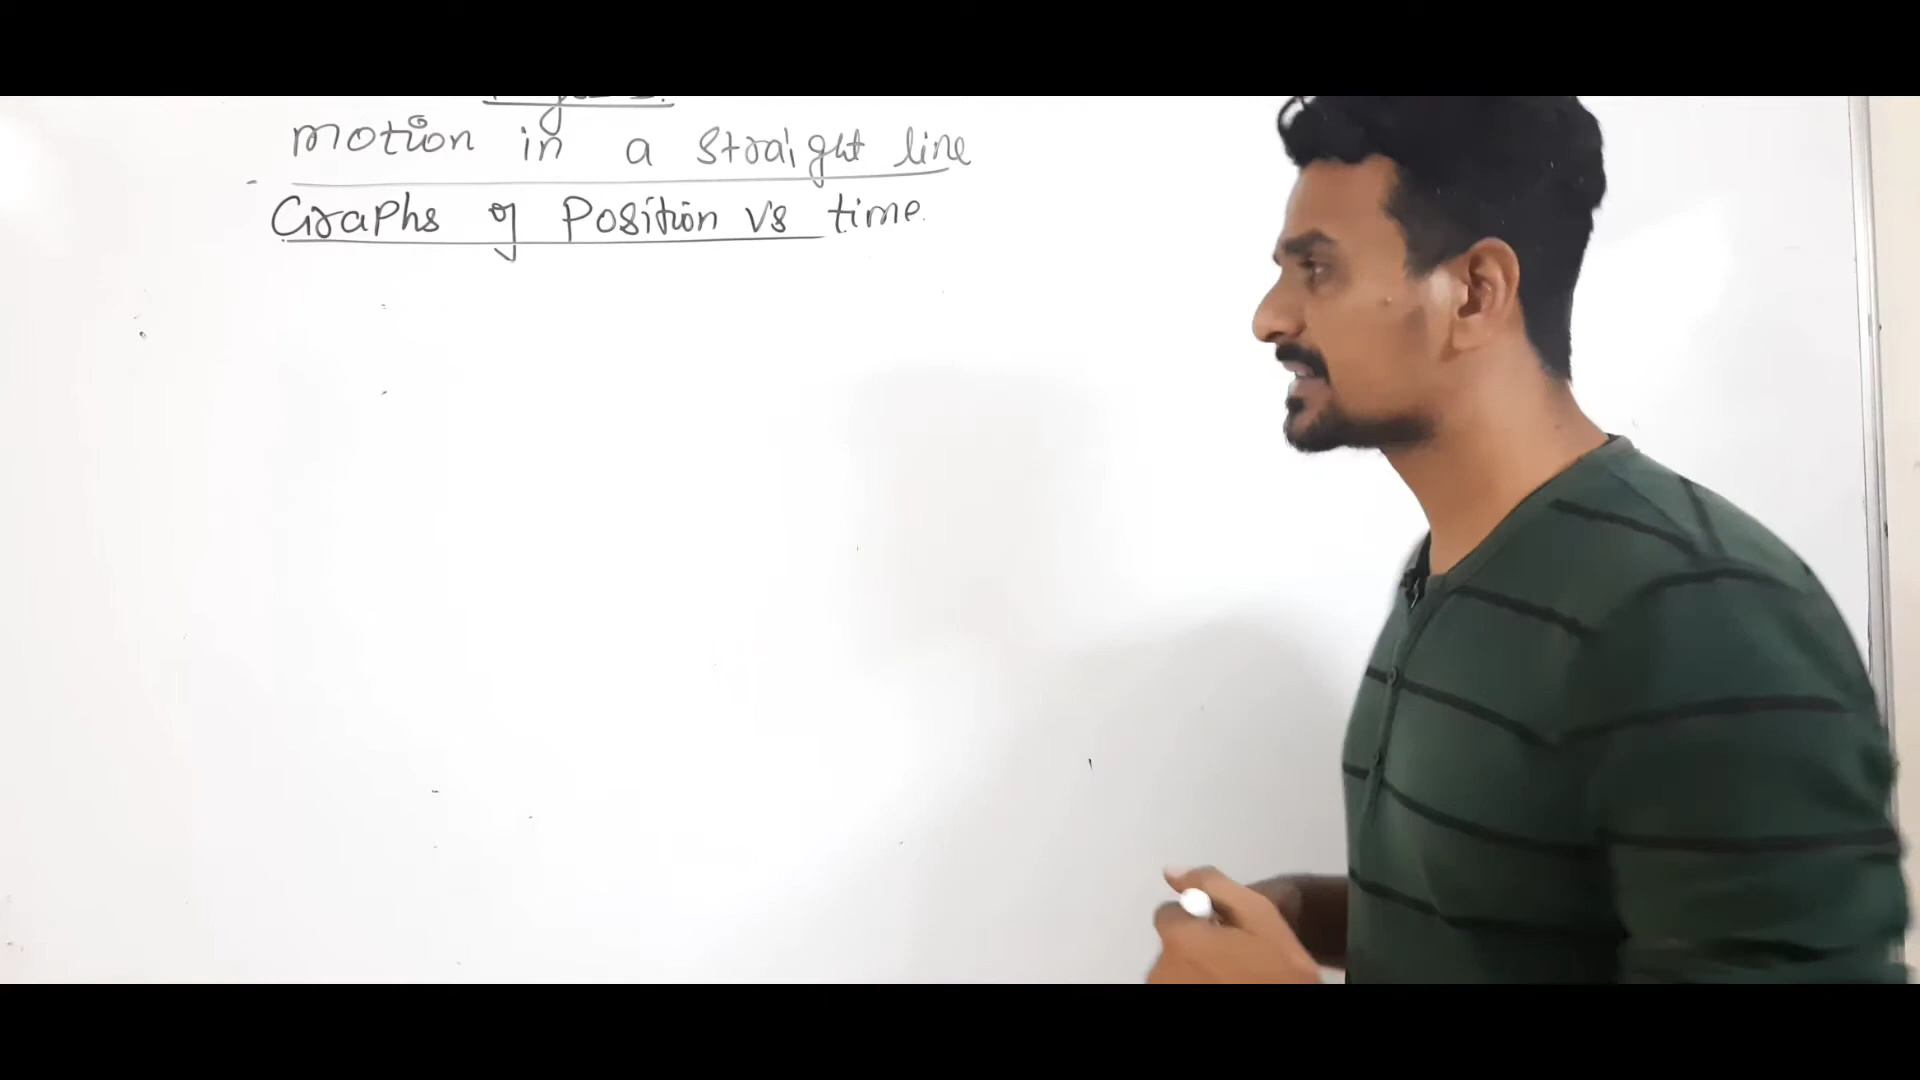 motion in a straight line
Graphs of Position vs time.